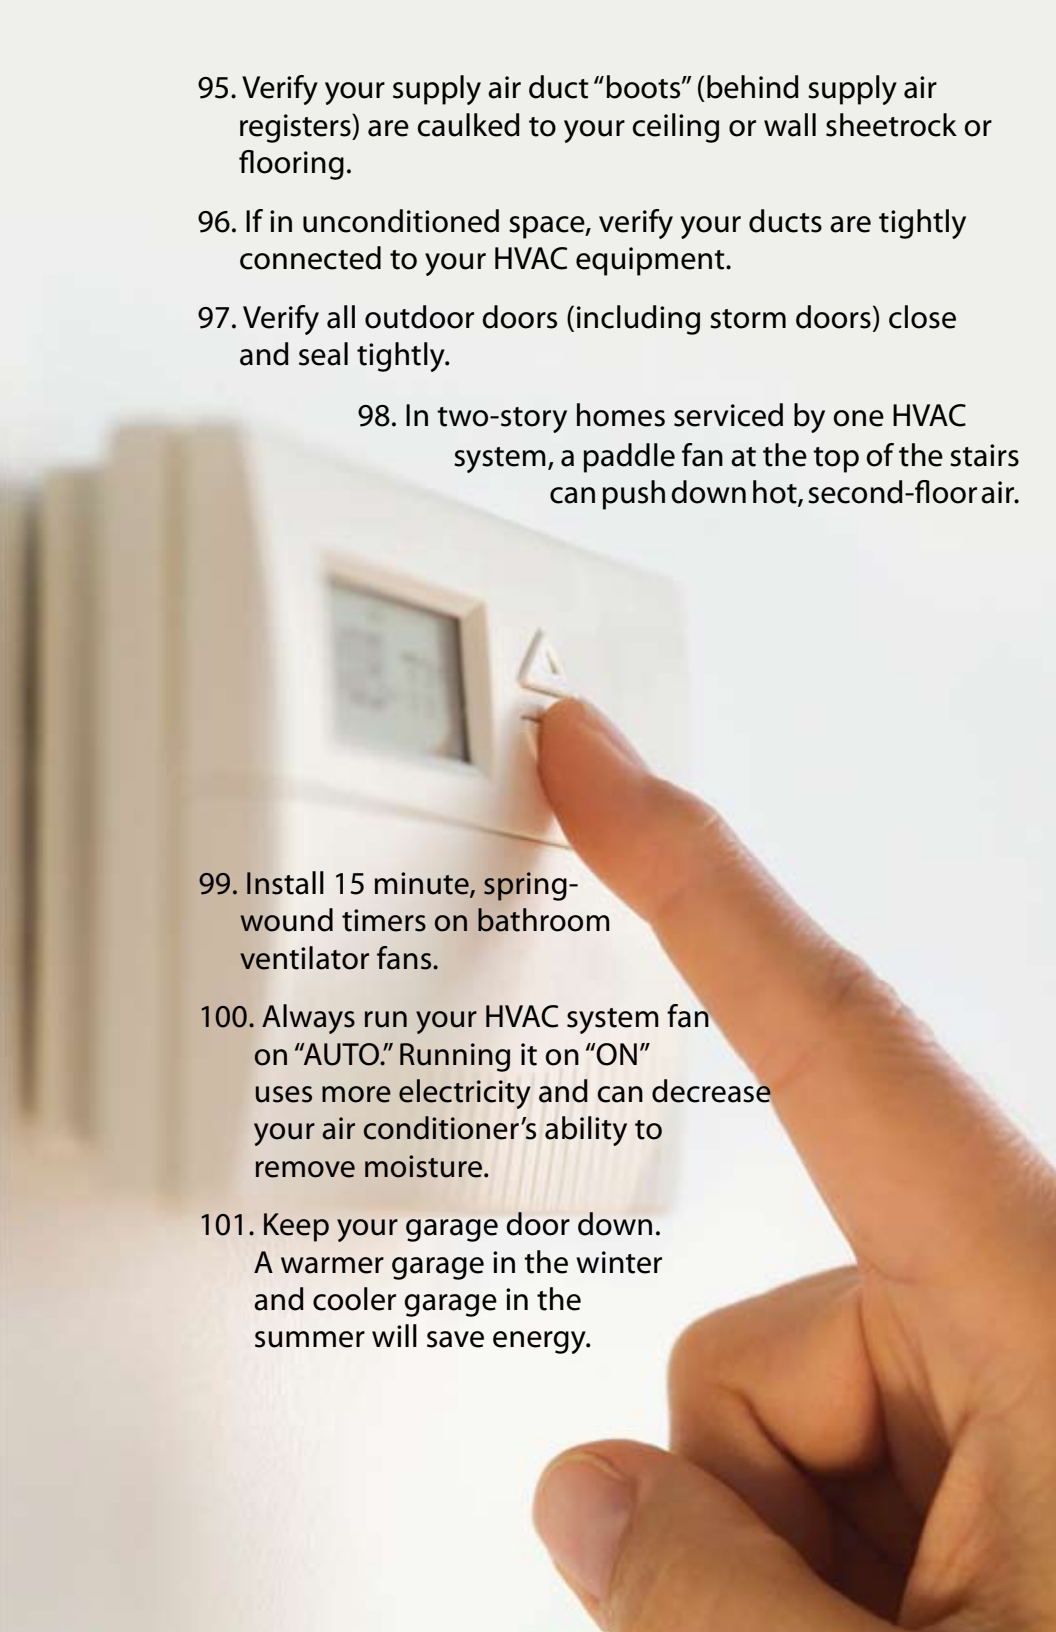 95. Verify your supply air duct “boots” (behind supply air
registers) are caulked to your ceiling or wall sheetrock or
flooring.
96. If in unconditioned space, verify your ducts are tightly
connected to your HVAC equipment.
97. Verify all outdoor doors (including storm doors) close
and seal tightly.
98. In two-story homes serviced by one HVAC
system, a paddle fan at the top of the stairs
can push down hot, second-floor air.
99. Install 15 minute, spring-
wound timers on bathroom
ventilator fans.
100. Always run your HVAC system fan
on “AUTO.” Running it on “ON”
uses more electricity and can decrease
your air conditioner’s ability to
remove moisture.
101. Keep your garage door down.
A warmer garage in the winter
and cooler garage in the
summer will save energy.